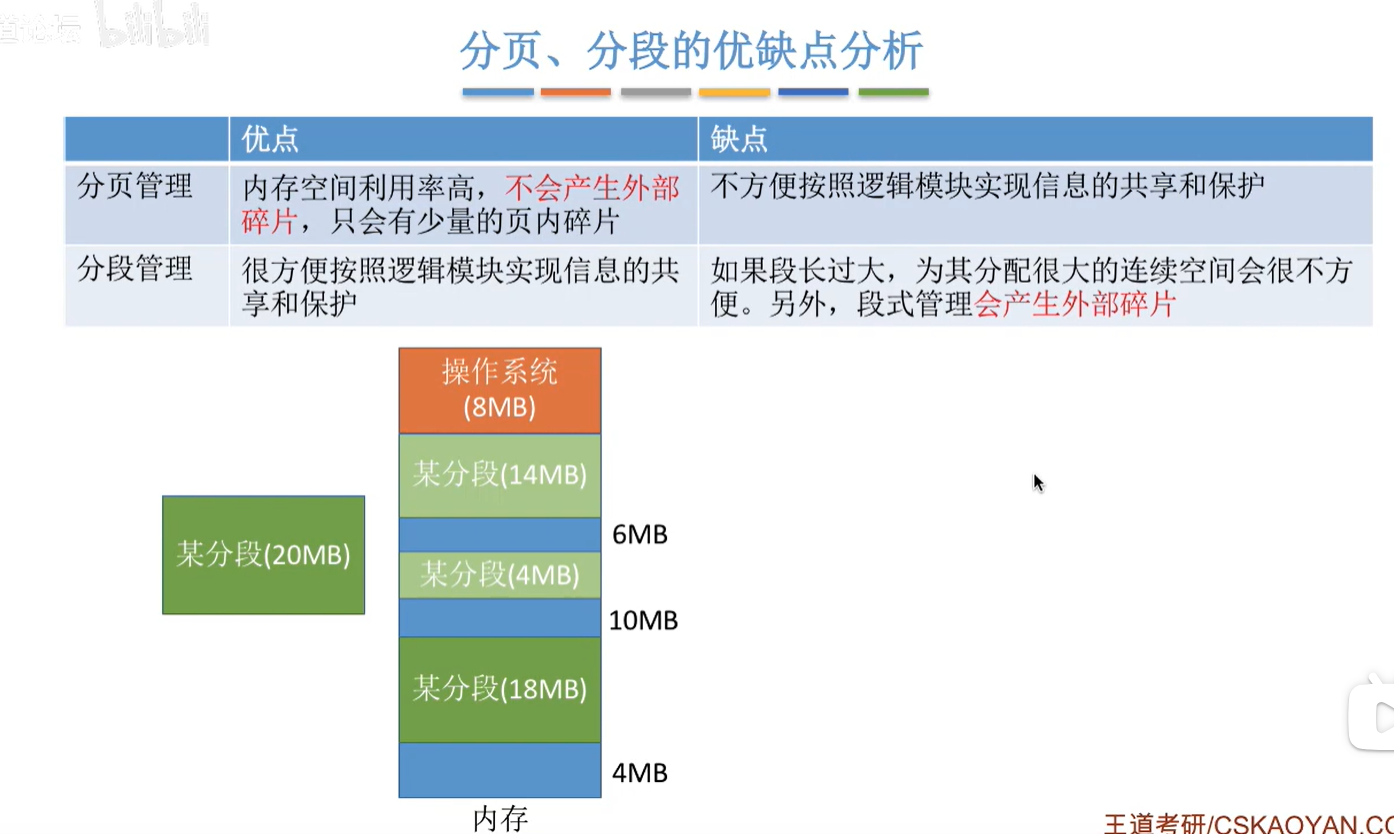 道论坛 bilibili
分页、分段的优缺点分析
优点 缺点
分页管理 内存空间利用率高，不会产生外部 不方便按照逻辑模块实现信息的共享和保护
碎片，只会有少量的页内碎片
分段管理 很方便按照逻辑模块实现信息的共 如果段长过大，为其分配很大的连续空间会很不方
享和保护 便。另外，段式管理会产生外部碎片
操作系统
(8MB)
某分段(14MB)
6MB
某分段(20MB)
某分段(4MB)
10MB
某分段(18MB)
4MB
内存
王道考研/CSKAOYAN.CO